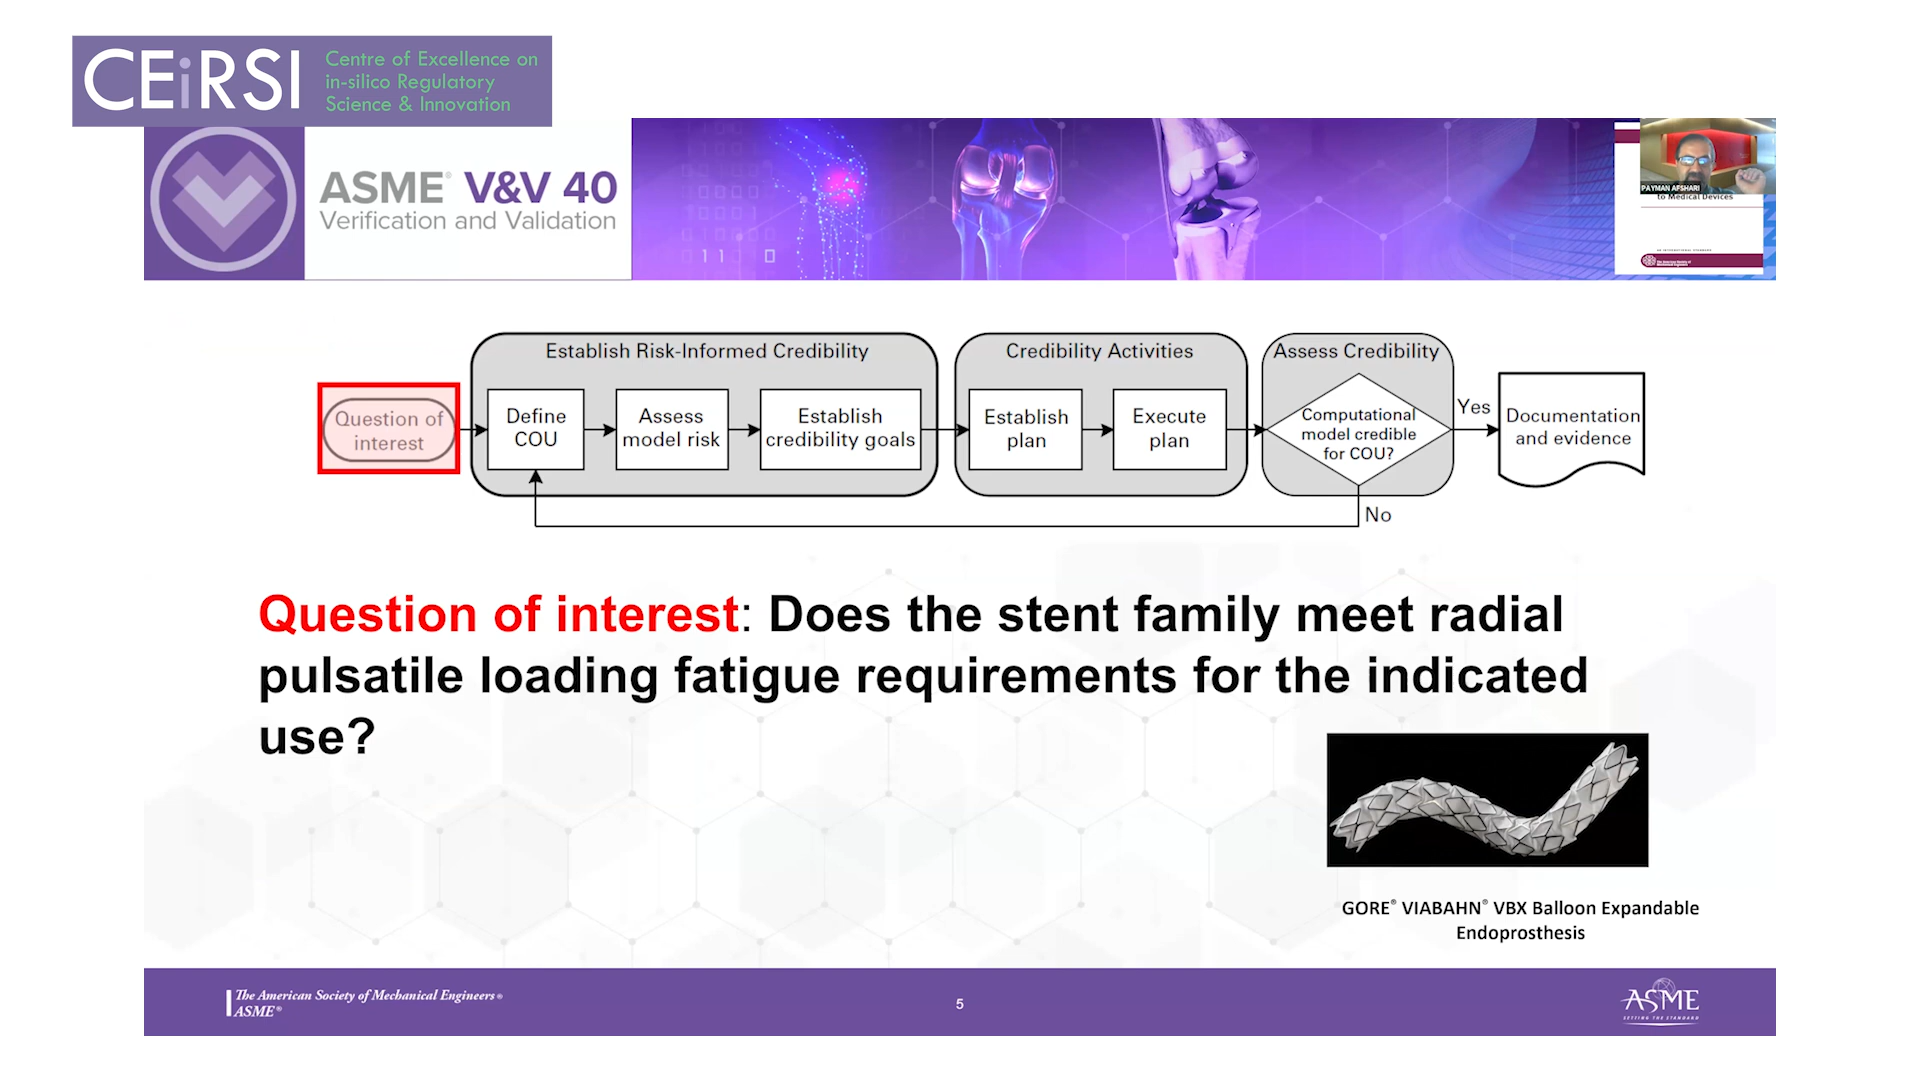 CEiRSI
Centre of Excellence on
in-silico Regulatory
Science & Innovation
ASME® V&V 40
Verification and Validation
PAYMAN AFSHARI
to Medical Devices
Establish Risk-Informed Credibility
Credibility Activities
Assess Credibility
Question of
interest
Define
COU
Assess
model risk
Establish
credibility goals
Establish
plan
Execute
plan
Computational
model credible
for COU?
Yes
Documentation
and evidence
No
Question of interest: Does the stent family meet radial
pulsatile loading fatigue requirements for the indicated
use?
GORE® VIABAHN® VBX Balloon Expandable
Endoprosthesis
The American Society of Mechanical Engineers®
ASME®
5
ASME
SETTING THE STANDARD